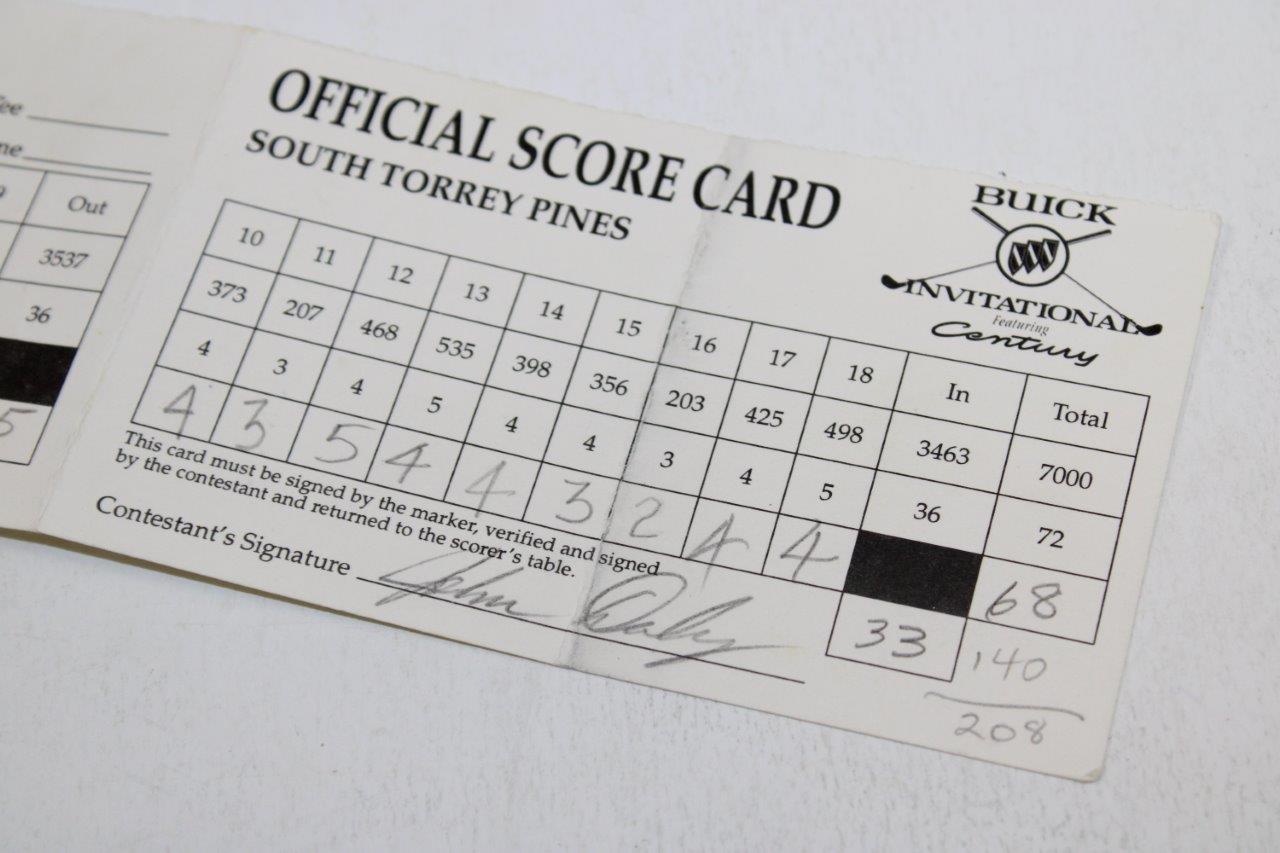 OFFICIAL SCORE CARD
SOUTH TORREY PINES
BUICK
INVITATIONAL
Featuring
Century
Out
3537
36
5
10 11 12 13 14 15 16 17 18 In Total
373 207 468 535 398 356 203 425 498 3463 7000
4 3 4 5 4 4 3 4 5 36 72
4 3 5 4 4 3 2 4 4 68
33
140
208
This card must be signed by the marker, verified and signed
by the contestant and returned to the scorer's table.
Contestant's Signature John Daly